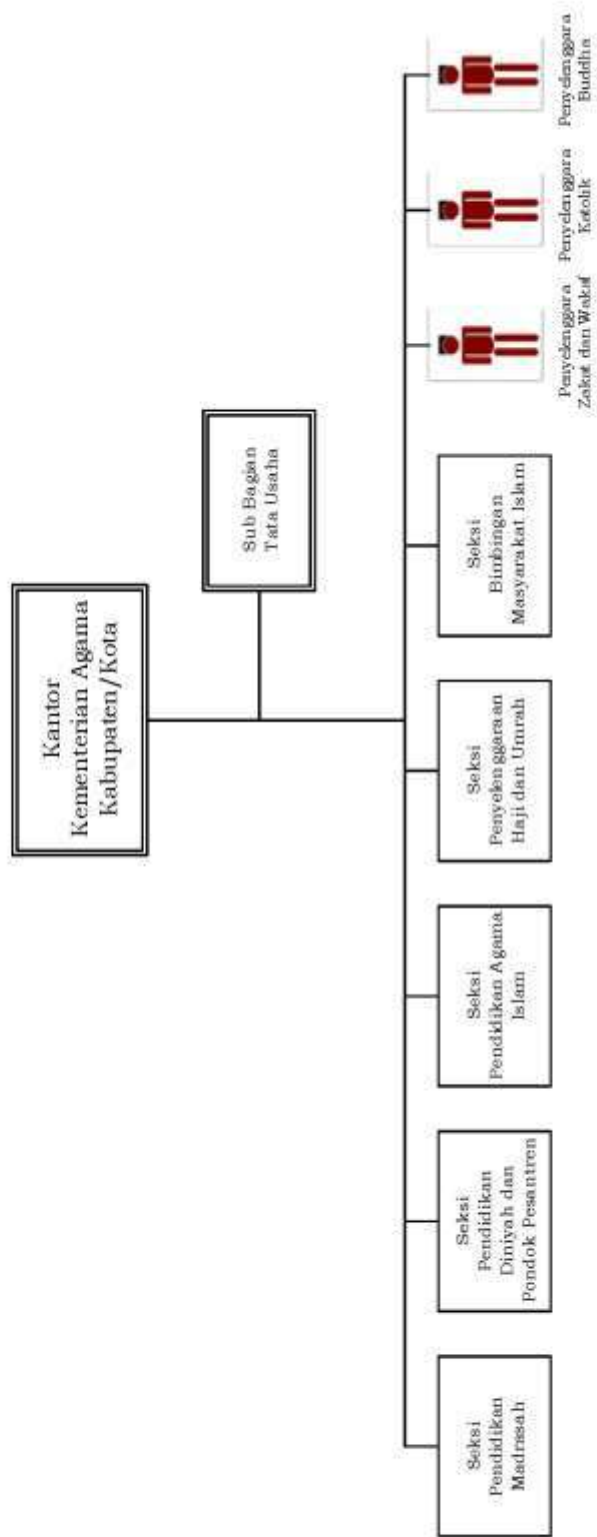 Kantor
Kementerian Agama
Kabupaten/Kota
Sub Bagian
Tata Usaha
Seksi
Pendidikan
Madrasah
Seksi
Pendidikan
Diniyah dan
Pondok Pesantren
Seksi
Pendidikan Agama
Islam
Seksi
Penyelenggaraan
Haji dan Umrah
Seksi
Bimbingan
Masyarakat Islam
Penyelenggara
Zakat dan Wakaf
Penyelenggara
Katolik
Penyelenggara
Buddha